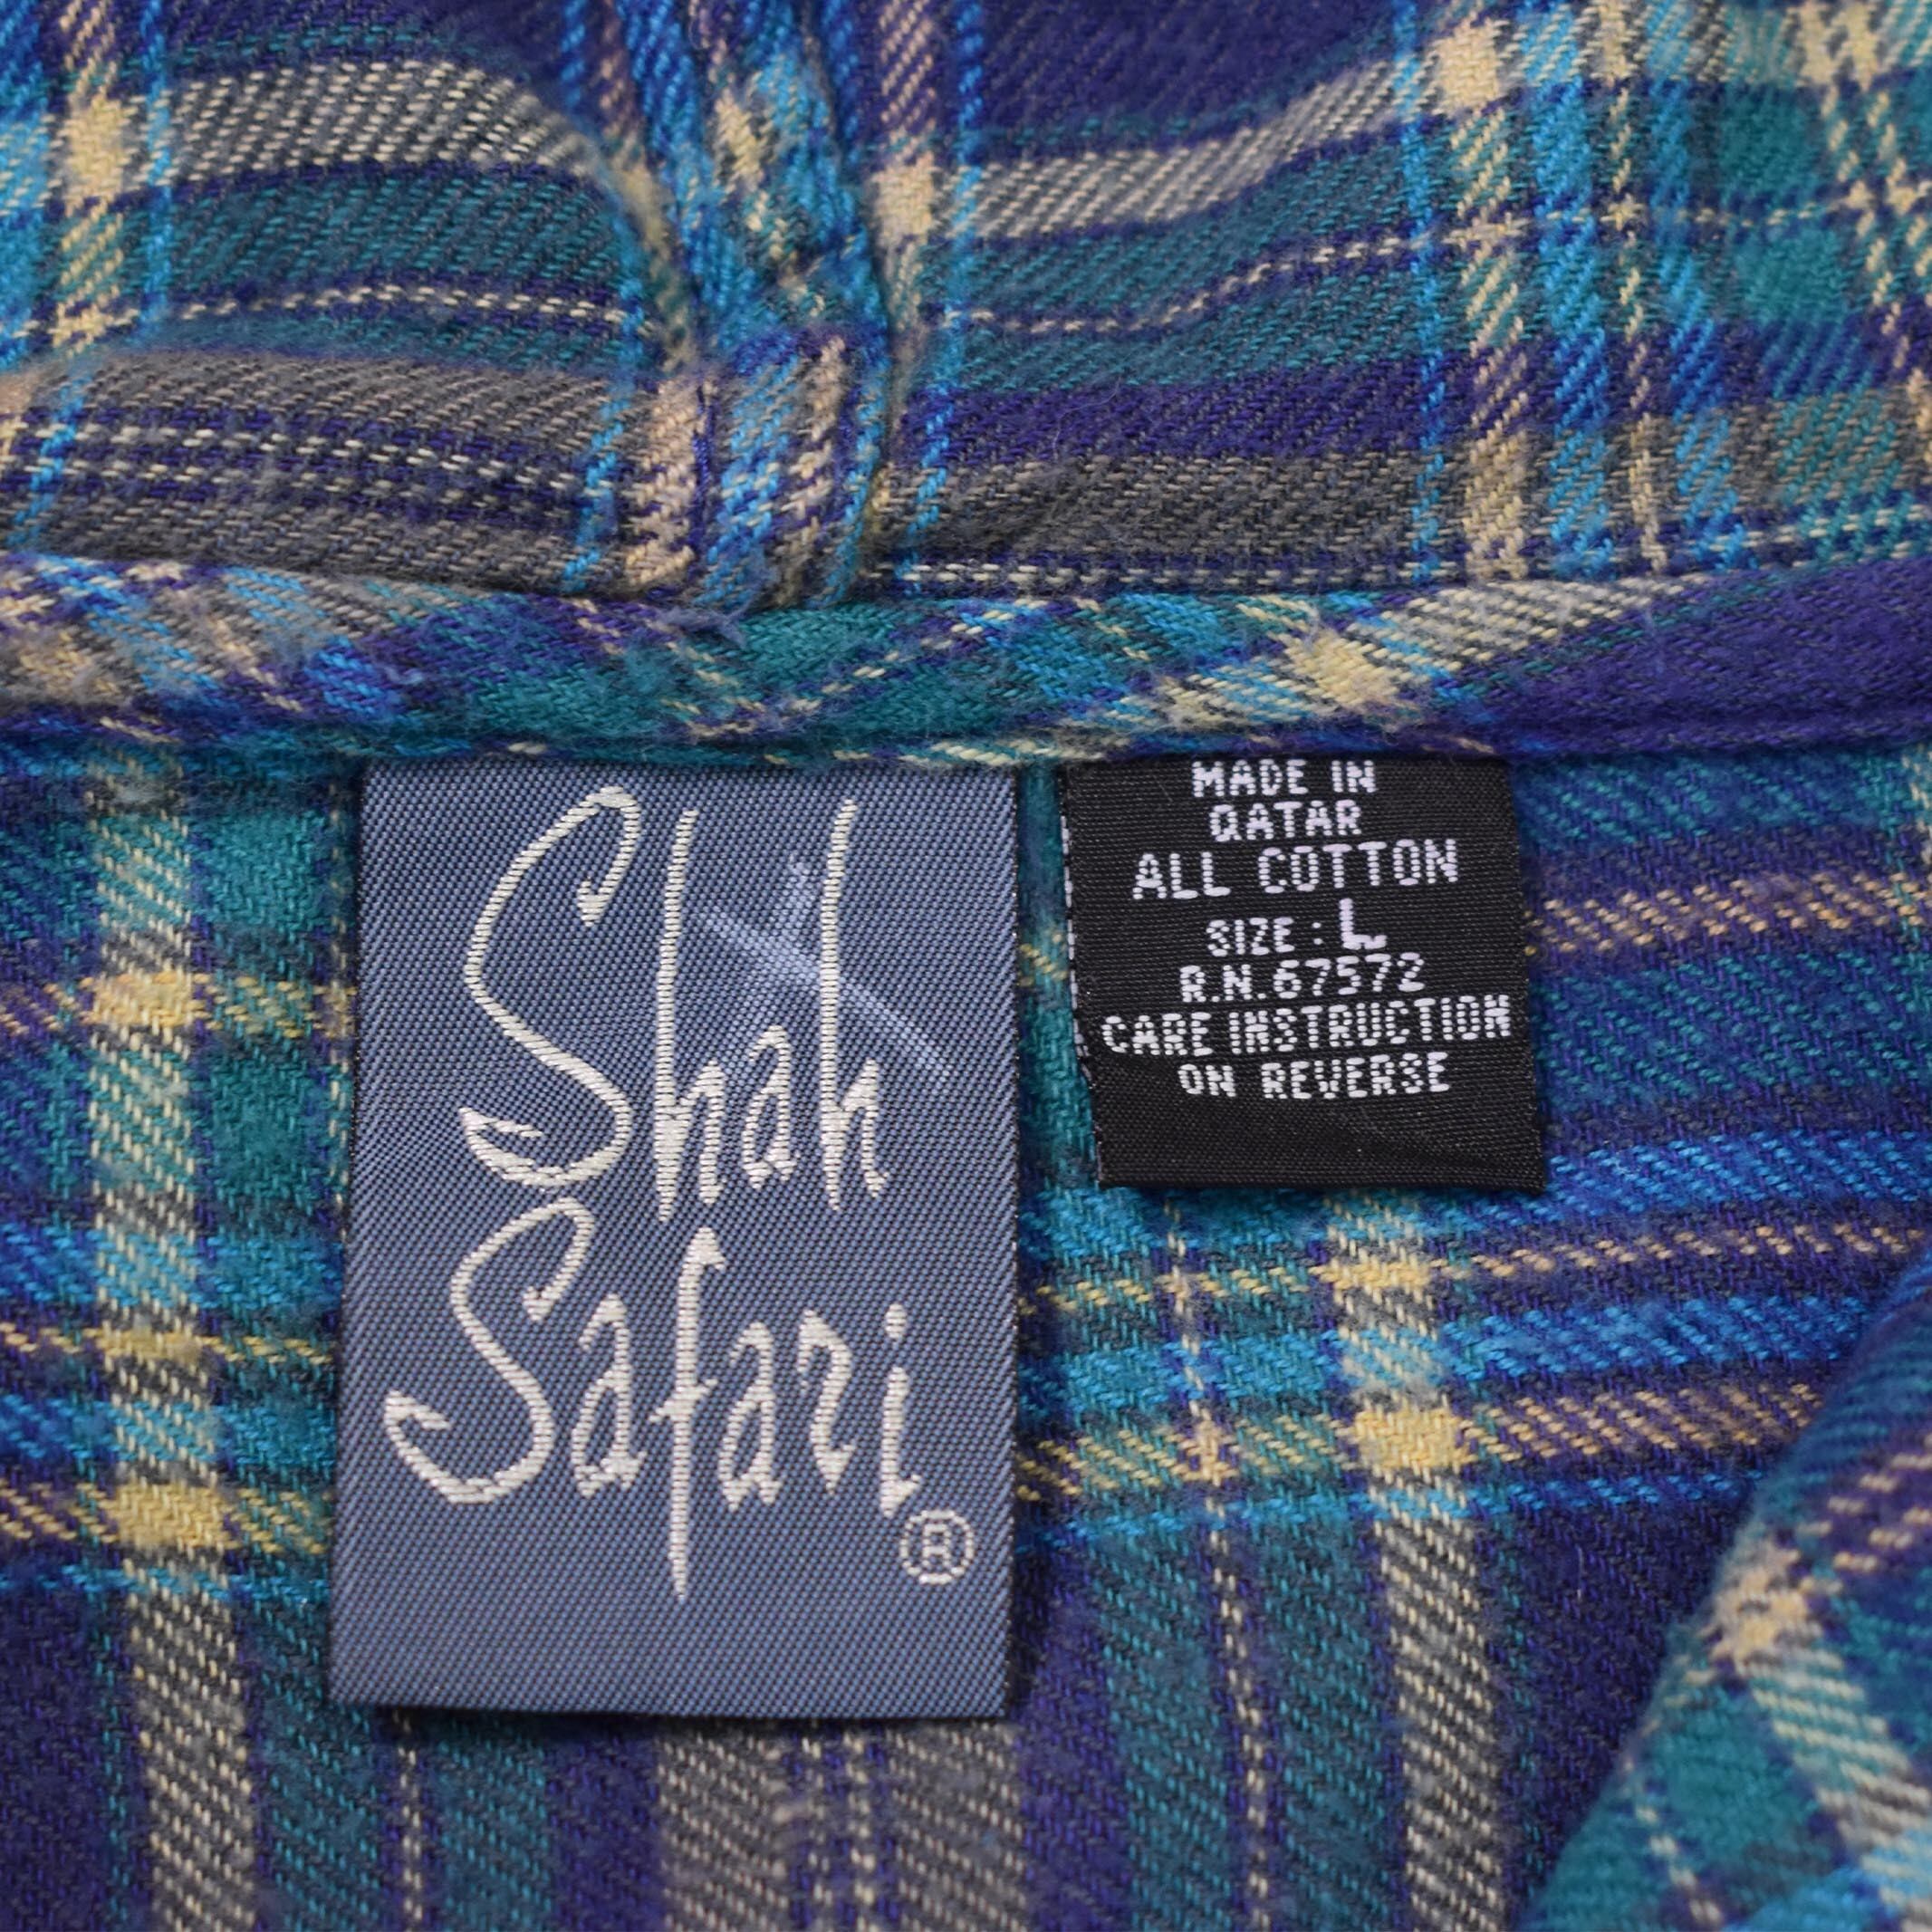 Shah
Safari
®
MADE IN
QATAR
ALL COTTON
SIZE : L
R.N.67572
CARE INSTRUCTION
ON REVERSE